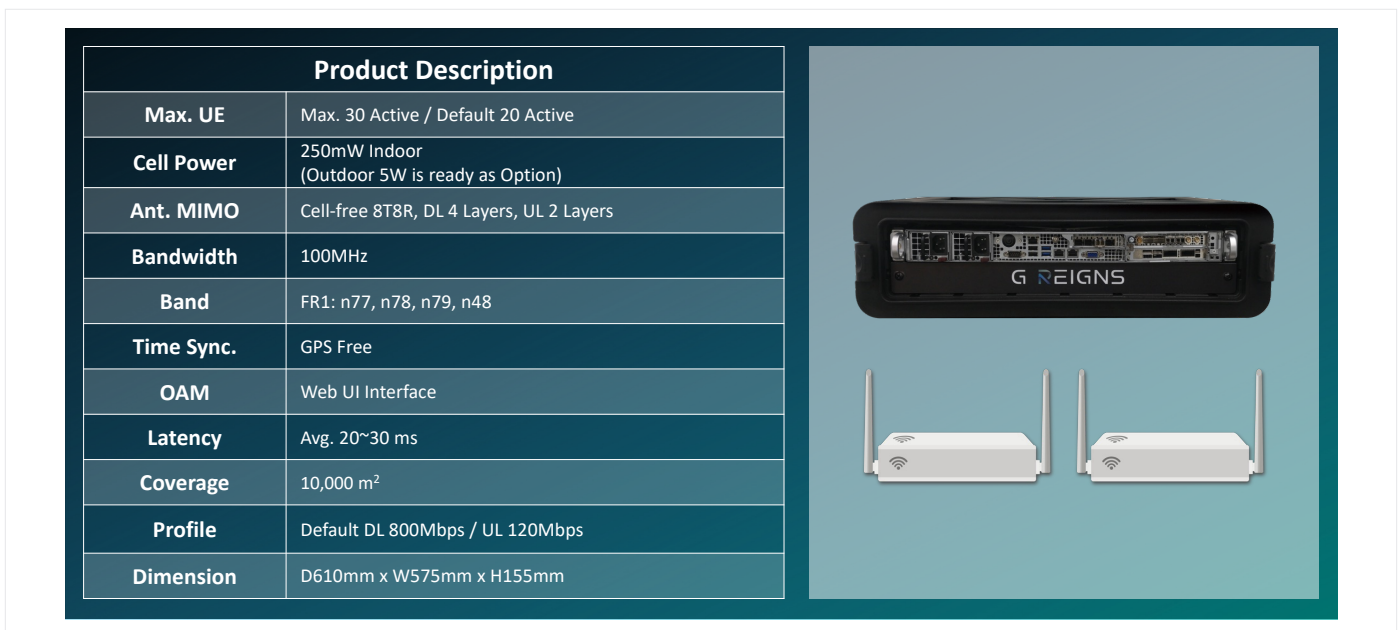 Product Description
Max. UE
Max. 30 Active / Default 20 Active
Cell Power
250mW Indoor
(Outdoor 5W is ready as Option)
Ant. MIMO
Cell-free 8T8R, DL 4 Layers, UL 2 Layers
Bandwidth
100MHz
Band
FR1: n77, n78, n79, n48
Time Sync.
GPS Free
OAM
Web UI Interface
Latency
Avg. 20~30 ms
Coverage
10,000 m²
Profile
Default DL 800Mbps / UL 120Mbps
Dimension
D610mm x W575mm x H155mm
G REIGNS